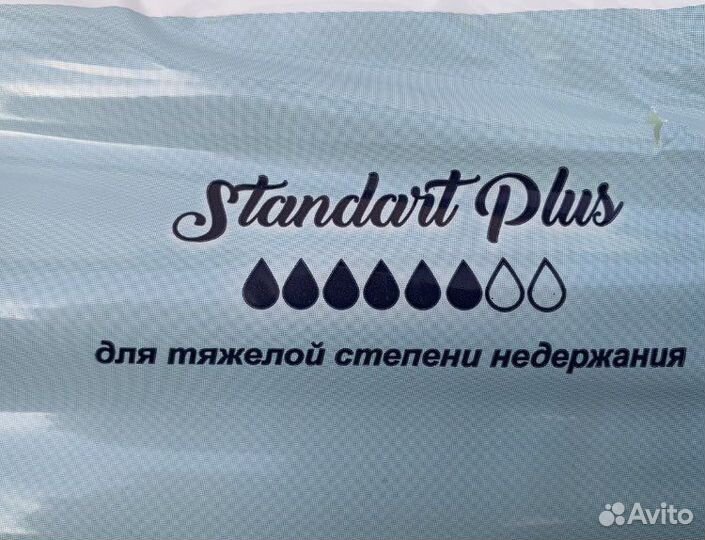 Standart Plus
для тяжелой степени недержания
Avito